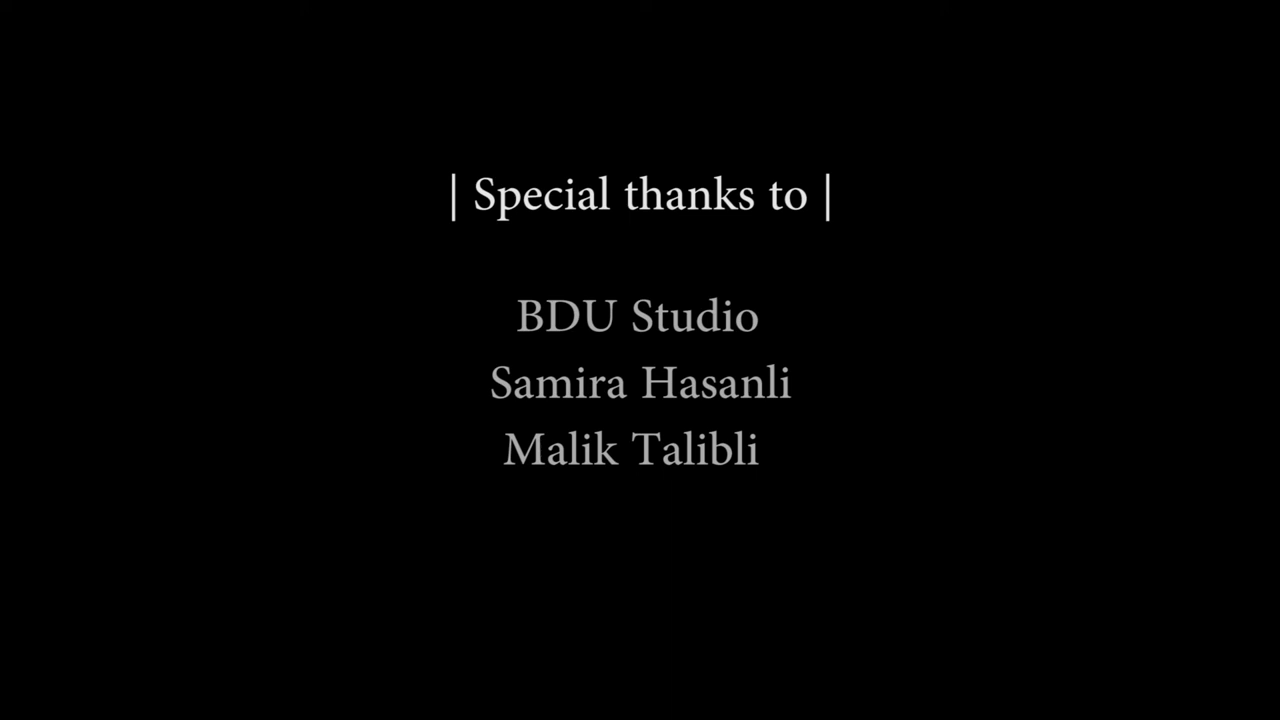 | Special thanks to |
BDU Studio
Samira Hasanli
Malik Talibli